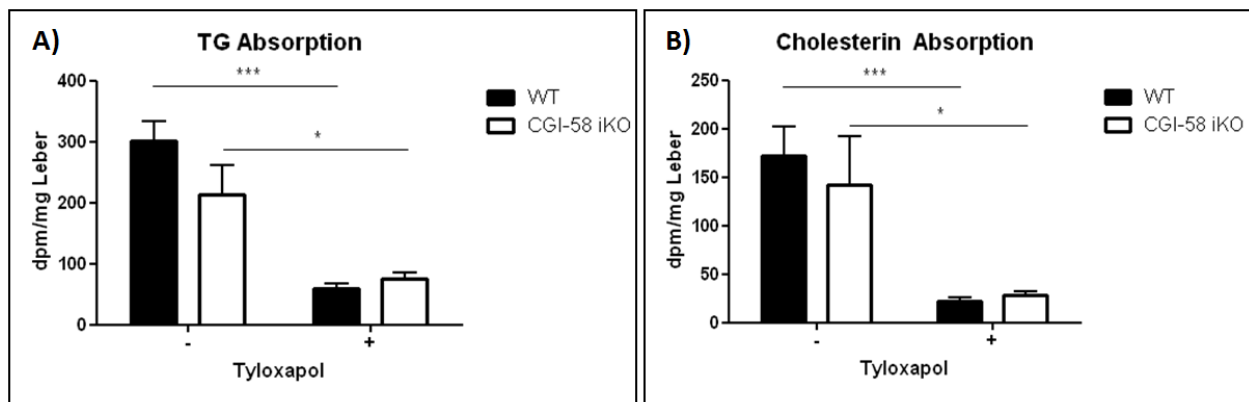 A)
TG Absorption
***
*
WT
CGI-58 iKO
400
300
200
100
0
dpm/mg Leber
- +
Tyloxapol
B)
Cholesterin Absorption
***
*
WT
CGI-58 iKO
250
200
150
100
50
0
dpm/mg Leber
- +
Tyloxapol